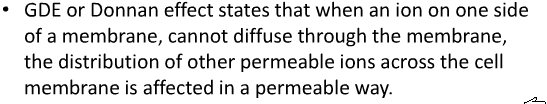 • GDE or Donnan effect states that when an ion on one side
of a membrane, cannot diffuse through the membrane,
the distribution of other permeable ions across the cell
membrane is affected in a permeable way.